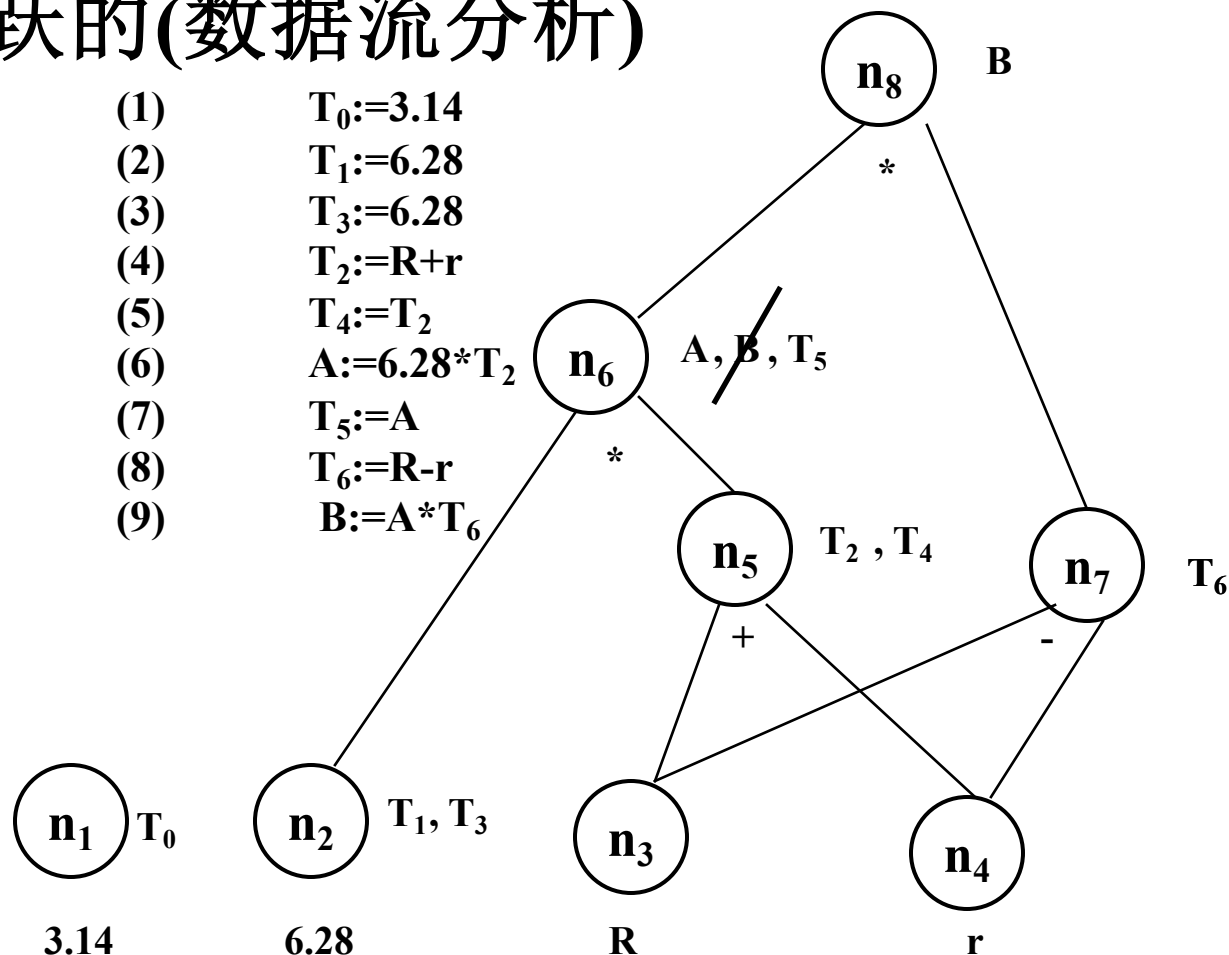 跃的(数据流分析)
(1) T₀:=3.14
(2) T₁:=6.28
(3) T₃:=6.28
(4) T₂:=R+r
(5) T₄:=T₂
(6) A:=6.28*T₂
(7) T₅:=A
(8) T₆:=R-r
(9) B:=A*T₆
n₈ B
*
n₆ A, B, T₅
*
n₅ T₂, T₄
+
n₇ T₆
-
n₁ T₀
n₂ T₁, T₃
n₃
n₄
3.14 6.28 R r